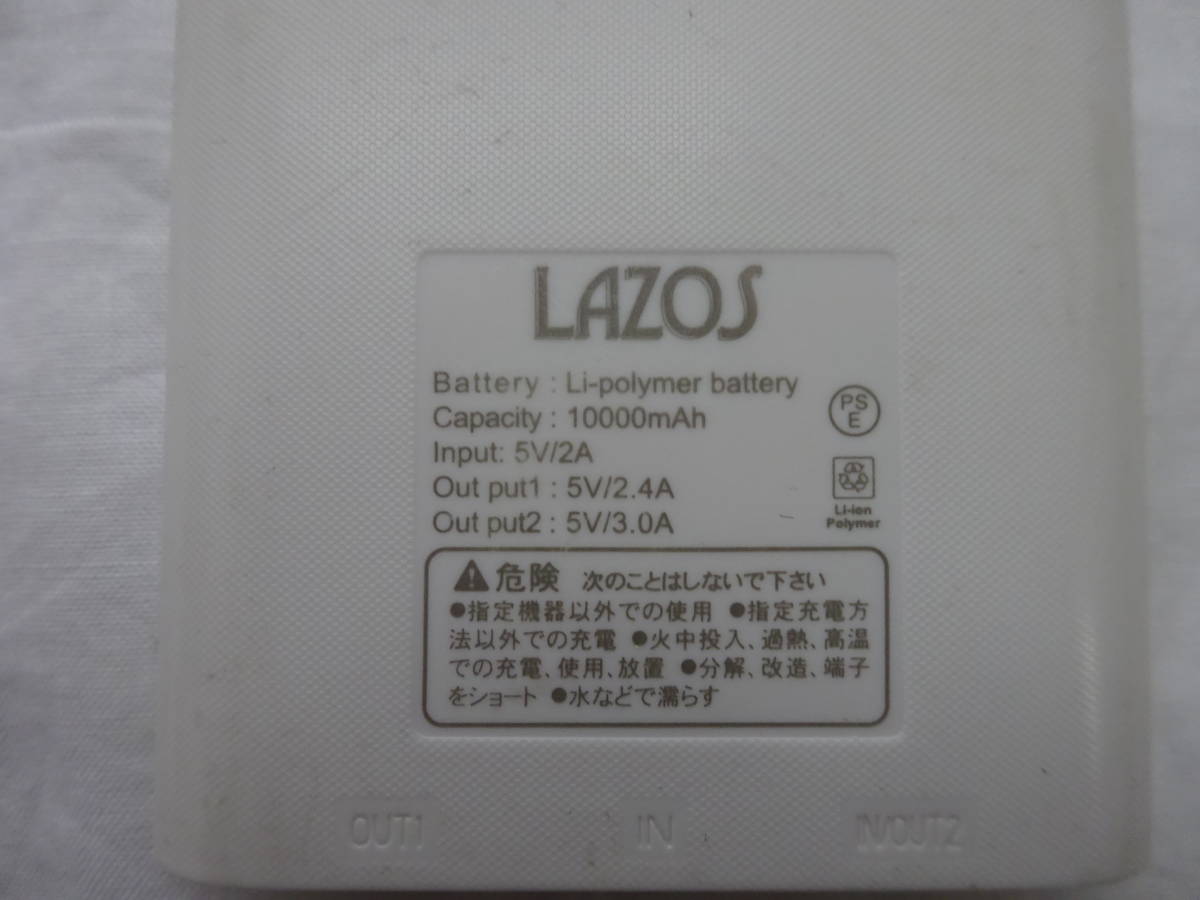 LAZOS
Battery : Li-polymer battery
Capacity : 10000mAh
Input: 5V/2A
Out put1 : 5V/2.4A
Out put2 : 5V/3.0A
PS
E
Li-ion
Polymer
危険 次のことはしないで下さい
●指定機器以外での使用 ●指定充電方
法以外での充電 ●火中投入、過熱、高温
での充電、使用、放置 ●分解、改造、端子
をショート ●水などで濡らす
OUT1 IN IN/OUT2